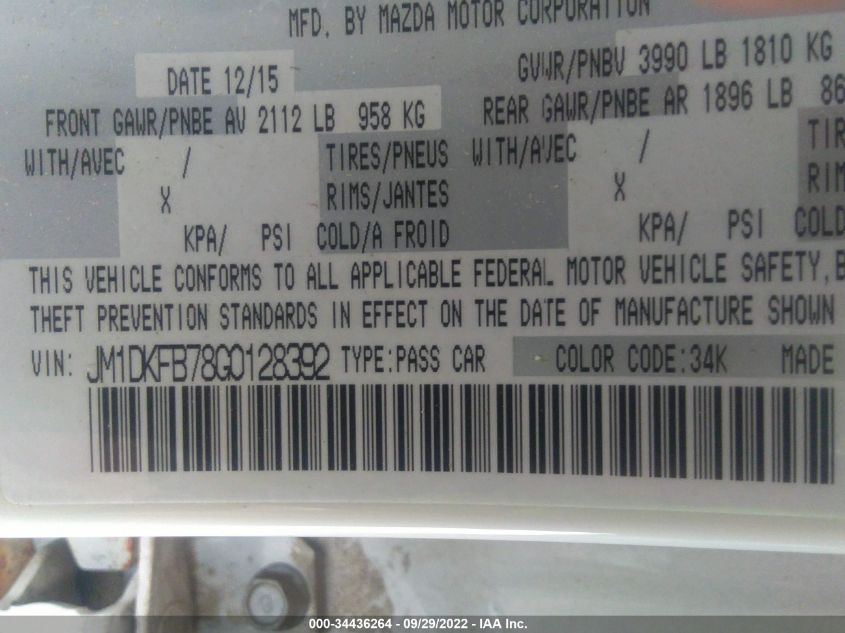 MFD. BY MAZDA MOTOR CORPORATION
DATE 12/15 GVWR/PNBV 3990 LB 1810 KG
FRONT GAWR/PNBE AV 2112 LB 958 KG REAR GAWR/PNBE AR 1896 LB 86
WITH/AVEC / TIRES/PNEUS WITH/AVEC / TIR
X RIMS/JANTES X RIM
KPA/ PSI COLD/A FROID KPA/ PSI COLD
THIS VEHICLE CONFORMS TO ALL APPLICABLE FEDERAL MOTOR VEHICLE SAFETY, B
THEFT PREVENTION STANDARDS IN EFFECT ON THE DATE OF MANUFACTURE SHOWN
VIN: JM1DKFB78G0128392 TYPE:PASS CAR COLOR CODE:34K MADE
000-34436264 - 09/29/2022 - IAA Inc.